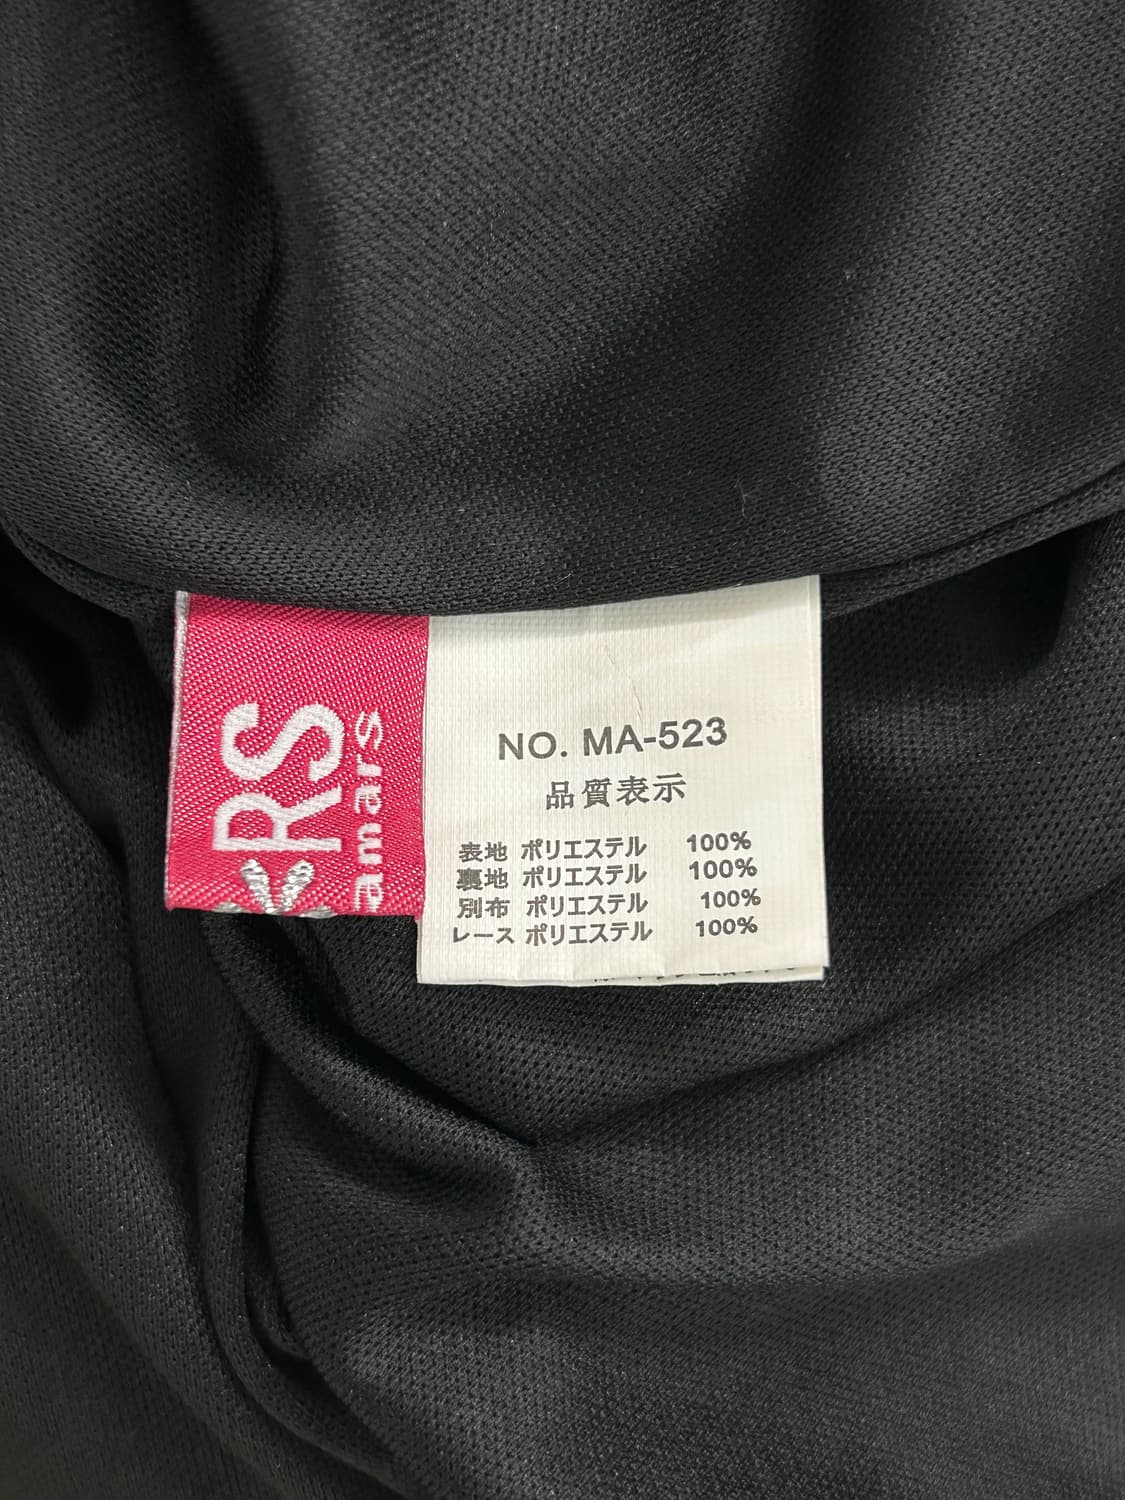 RS
amars
NO. MA-523
品質表示
表地 ポリエステル 100%
裏地 ポリエステル 100%
別布 ポリエステル 100%
レース ポリエステル 100%